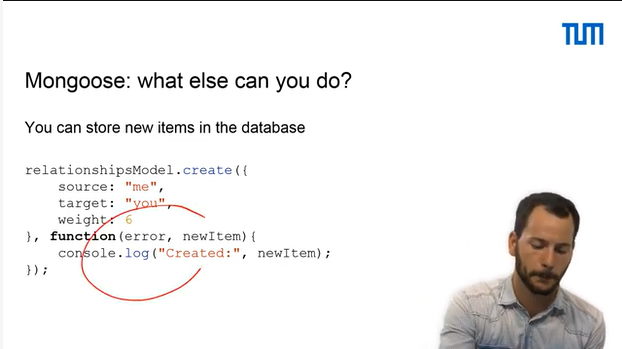 TUM
Mongoose: what else can you do?
You can store new items in the database
relationshipsModel.create({
    source: "me",
    target: "you",
    weight: 6
}, function(error, newItem){
    console.log("Created:", newItem);
});